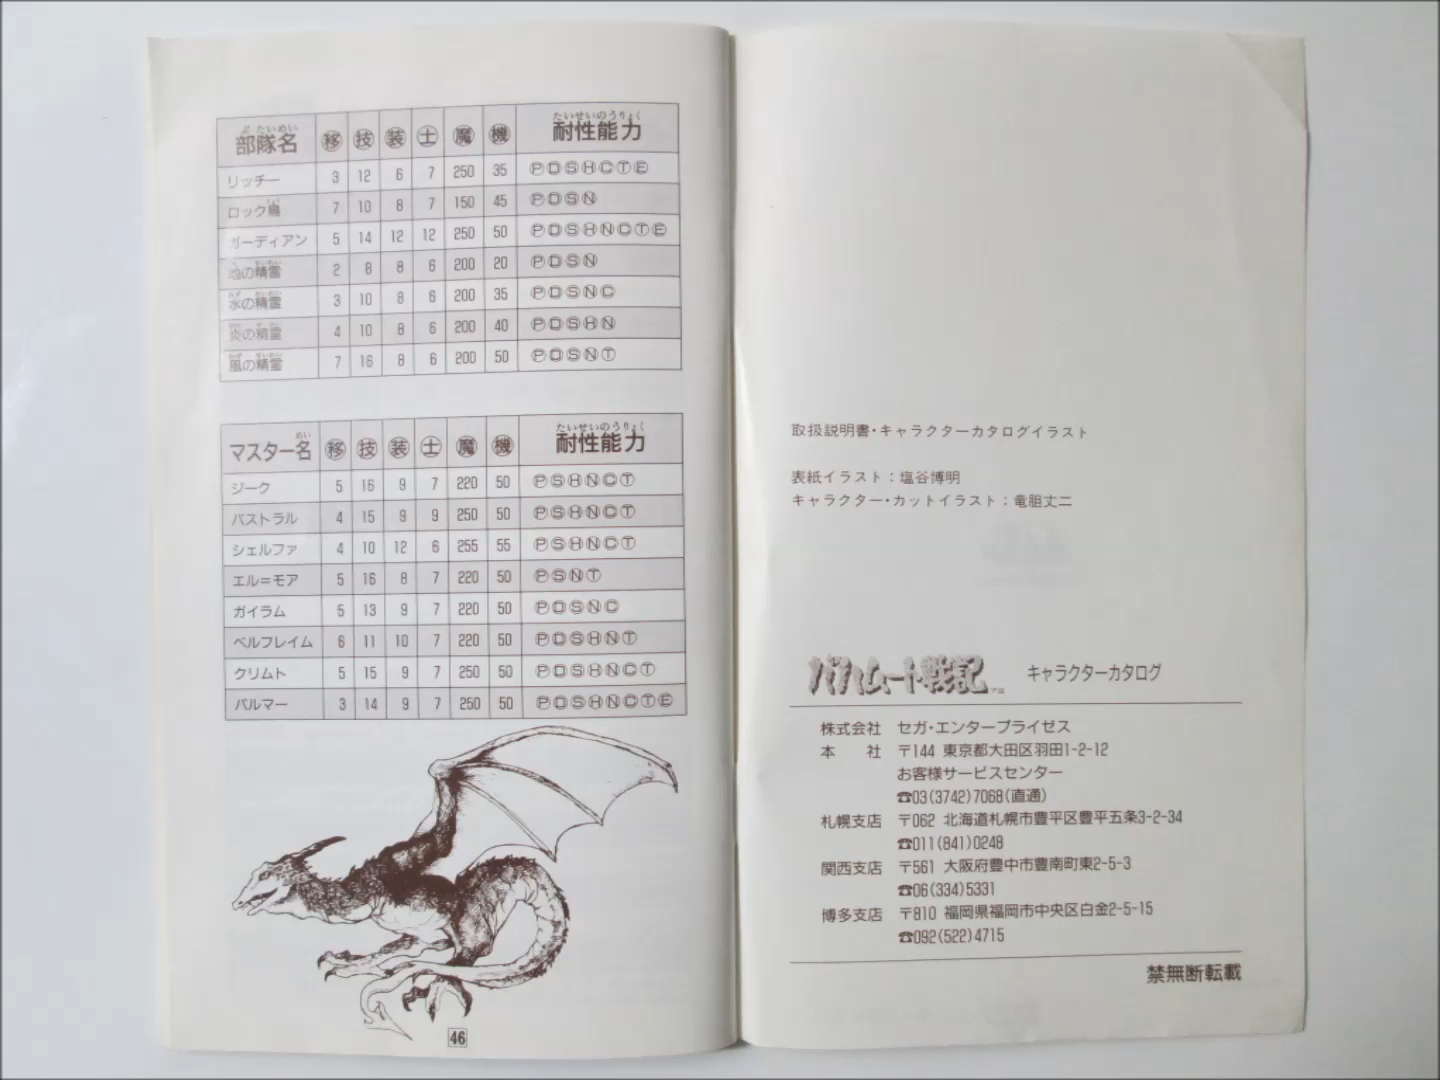 部隊名 移 技 装 士 魔 機 耐性能力
リッチー 3 12 6 7 250 35 ⓅⒹⓈⒽⒸⓉⒺ
ロック鳥 7 10 8 7 150 45 ⓅⒹⓈⓃ
ガーディアン 5 14 12 12 250 50 ⓅⒹⓈⒽⓃⒸⓉⒺ
地の精霊 2 8 8 6 200 20 ⓅⒹⓈⓃ
水の精霊 3 10 8 6 200 35 ⓅⒹⓈⓃⒸ
炎の精霊 4 10 8 6 200 40 ⓅⒹⓈⒽⓃ
風の精霊 7 16 8 6 200 50 ⓅⒹⓈⓃⓉ
マスター名 移 技 装 士 魔 機 耐性能力
ジーク 5 16 9 7 220 50 ⓅⓈⒽⓃⒸⓉ
パストラル 4 15 9 9 250 50 ⓅⓈⒽⓃⒸⓉ
シェルファ 4 10 12 6 255 55 ⓅⓈⒽⓃⒸⓉ
エル=モア 5 16 8 7 220 50 ⓅⓈⓃⓉ
ガイラム 5 13 9 7 220 50 ⓅⒹⓈⓃⒸ
ベルフレイム 6 11 10 7 220 50 ⓅⒹⓈⒽⓃⓉ
クリムト 5 15 9 7 250 50 ⓅⒹⓈⒽⓃⒸⓉ
バルマー 3 14 9 7 250 50 ⓅⒹⓈⒽⓃⒸⓉⒺ
46
取扱説明書・キャラクターカタログイラスト
表紙イラスト：塩谷博明
キャラクター・カットイラスト：竜胆丈二
バハムート戦記 キャラクターカタログ
株式会社 セガ・エンタープライゼス
本　社 〒144 東京都大田区羽田1-2-12
お客様サービスセンター
☎03(3742)7068(直通)
札幌支店 〒062 北海道札幌市豊平区豊平五条3-2-34
☎011(841)0248
関西支店 〒561 大阪府豊中市豊南町東2-5-3
☎06(334)5331
博多支店 〒810 福岡県福岡市中央区白金2-5-15
☎092(522)4715
禁無断転載